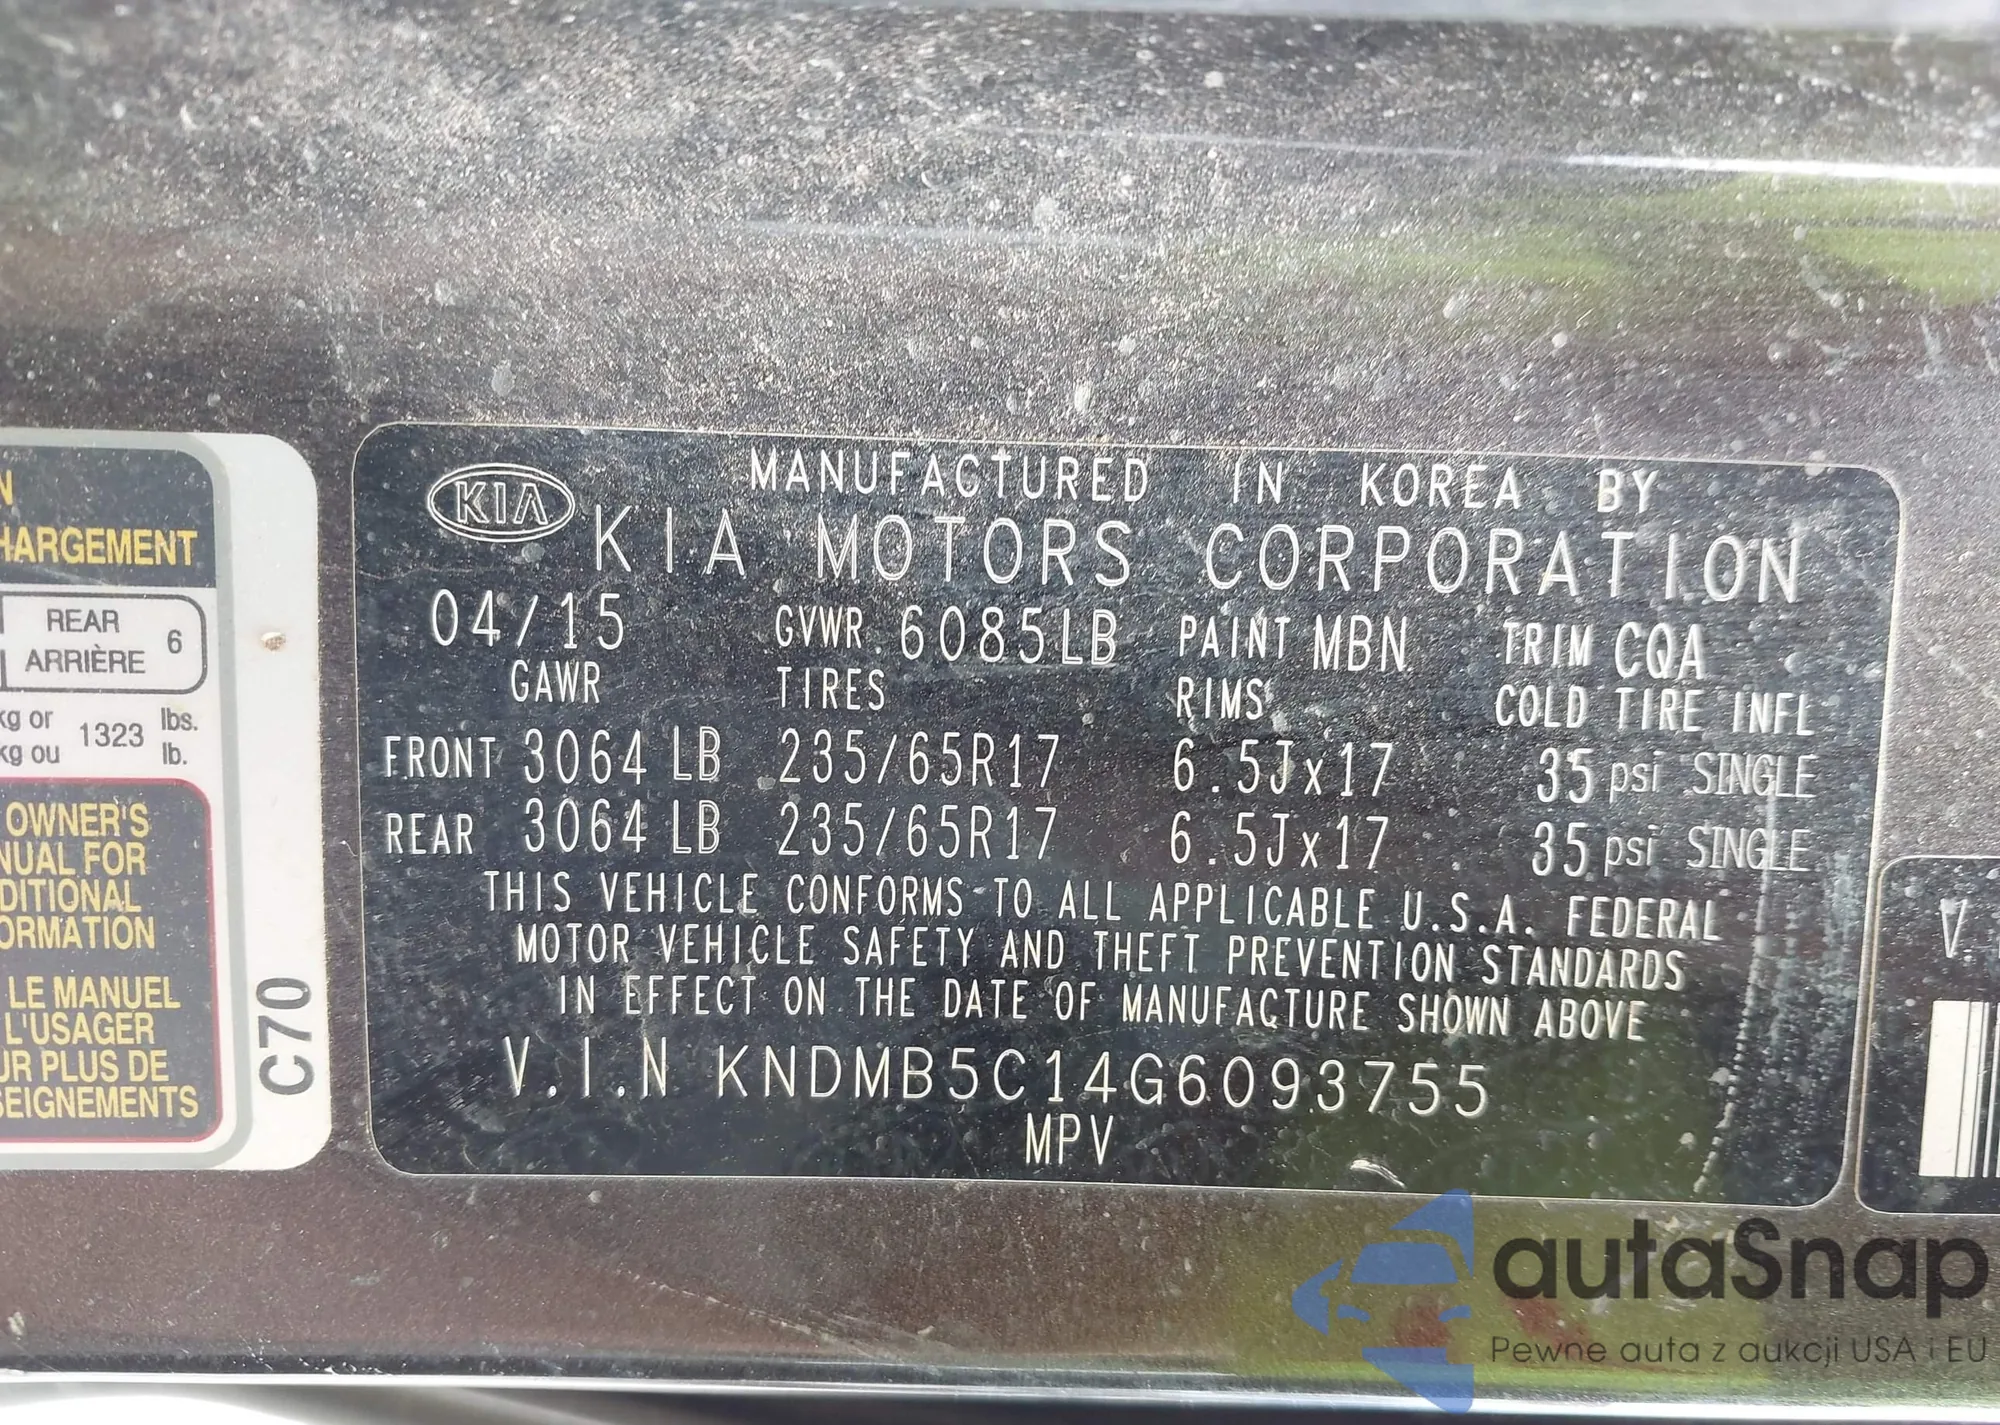 N
HARGEMENT
REAR
ARRIÈRE
6
kg or
kg ou
1323
lbs.
lb.
OWNER'S
NUAL FOR
DITIONAL
ORMATION
LE MANUEL
L'USAGER
UR PLUS DE
SEIGNEMENTS
C70
KIA
MANUFACTURED IN KOREA BY
KIA MOTORS CORPORATION
04/15 GVWR 6085LB PAINT MBN TRIM CQA
GAWR TIRES RIMS COLD TIRE INFL
FRONT 3064 LB 235/65R17 6.5Jx17 35 psi SINGLE
REAR 3064 LB 235/65R17 6.5Jx17 35 psi SINGLE
THIS VEHICLE CONFORMS TO ALL APPLICABLE U.S.A. FEDERAL
MOTOR VEHICLE SAFETY AND THEFT PREVENTION STANDARDS
IN EFFECT ON THE DATE OF MANUFACTURE SHOWN ABOVE
V.I.N KNDMB5C14G6093755
MPV
V
autaSnap
Pewne auta z aukcji USA i EU